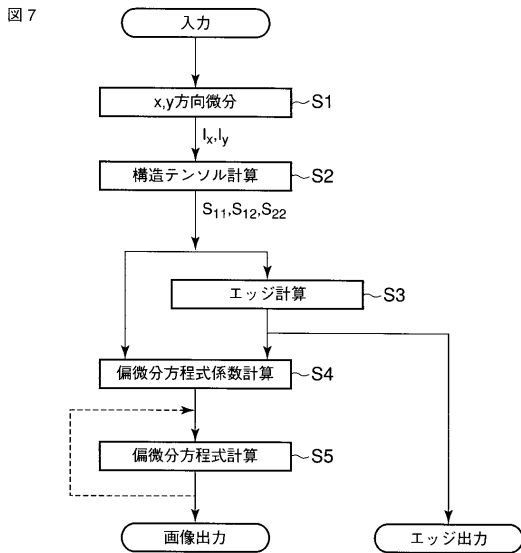 図7
入力
x,y方向微分
S1
Ix,Iy
構造テンソル計算
S2
S11,S12,S22
エッジ計算
S3
偏微分方程式係数計算
S4
偏微分方程式計算
S5
画像出力
エッジ出力